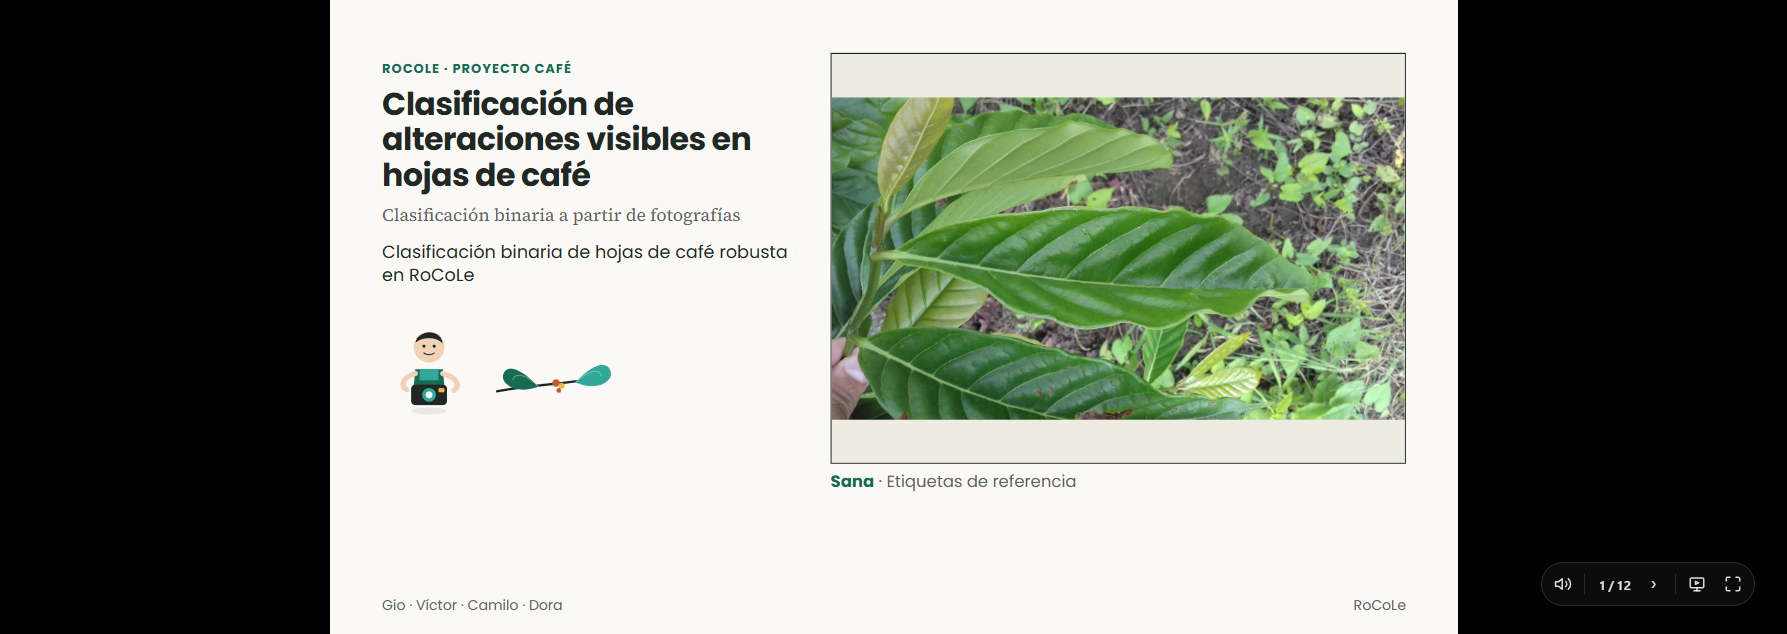 ROCOLE · PROYECTO CAFÉ
Clasificación de
alteraciones visibles en
hojas de café
Clasificación binaria a partir de fotografías
Clasificación binaria de hojas de café robusta
en RoCoLe
Sana · Etiquetas de referencia
Gio · Víctor · Camilo · Dora
RoCoLe
1 / 12